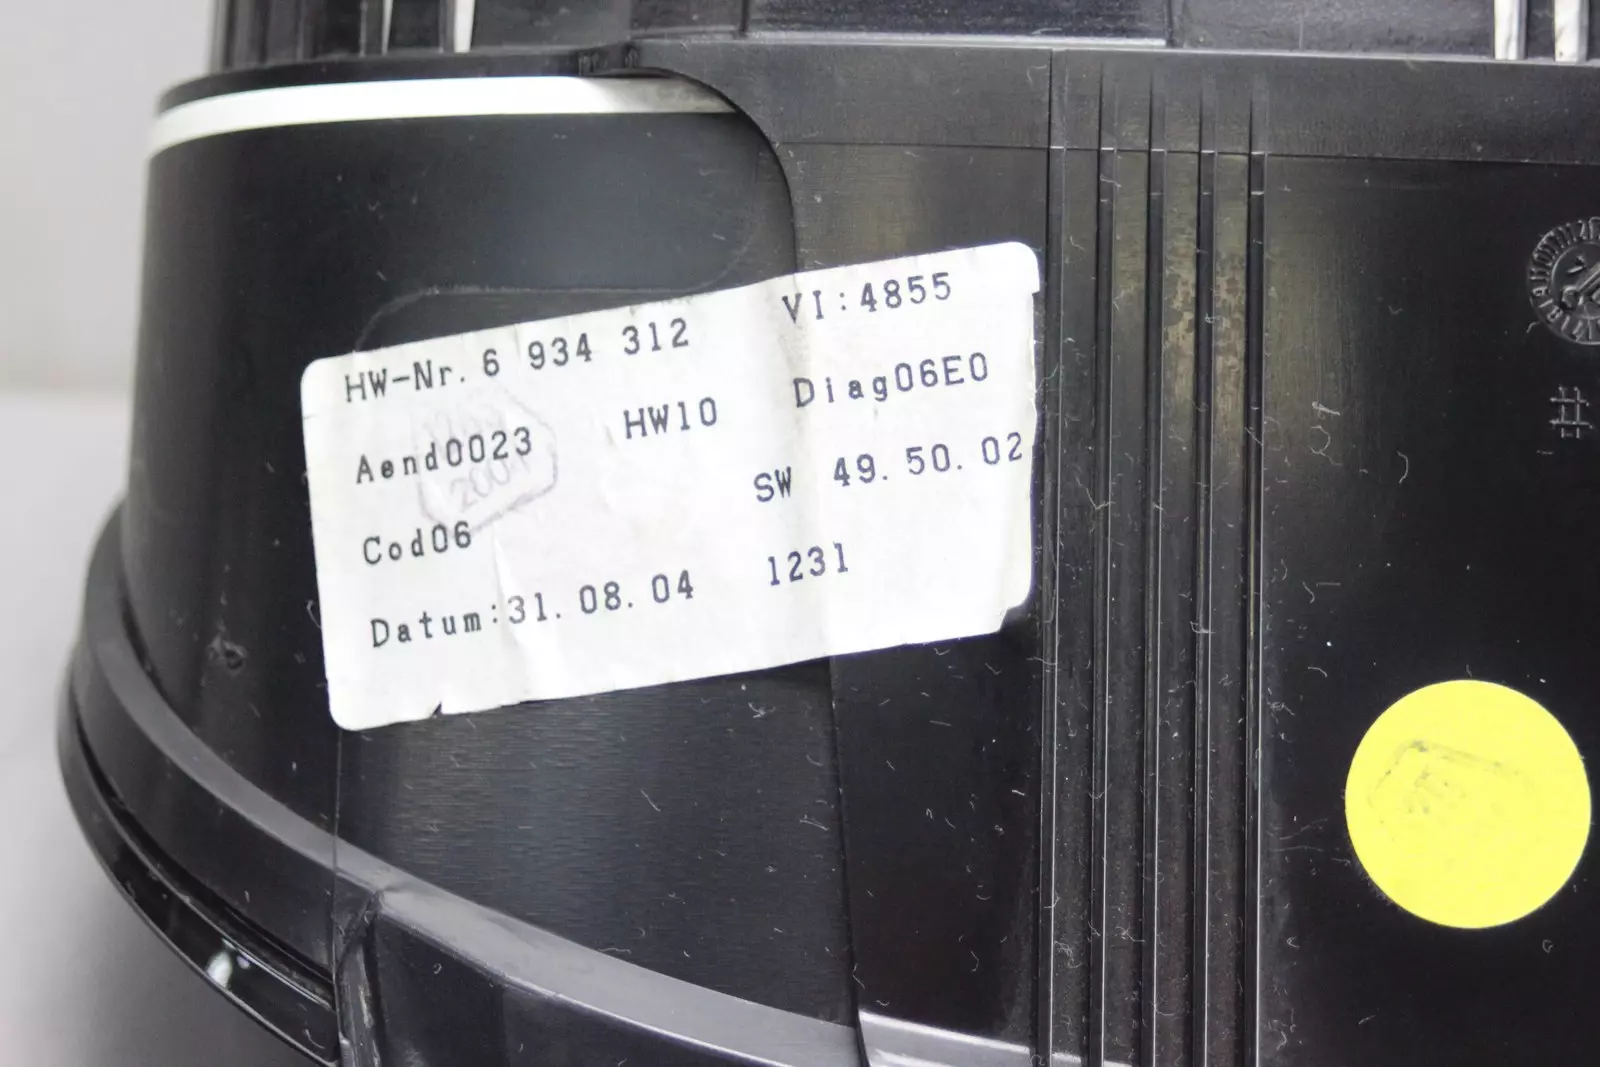 HW-Nr. 6 934 312 VI:4855
Aend0023 HW10 Diag06E0
Cod06 SW 49.50.02
Datum:31.08.04 1231
#